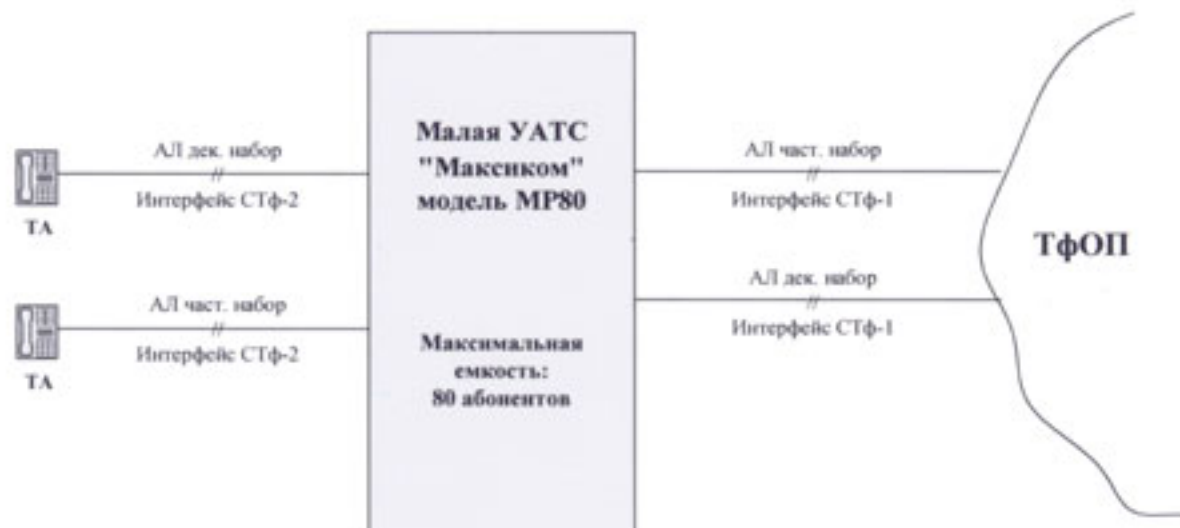 АЛ дек. набор
Интерфейс СТф-2
ТА
АЛ част. набор
Интерфейс СТф-2
ТА
Малая УАТС
"Максиком"
модель МР80
Максимальная
емкость:
80 абонентов
АЛ част. набор
Интерфейс СТф-1
АЛ дек. набор
Интерфейс СТф-1
ТфОП